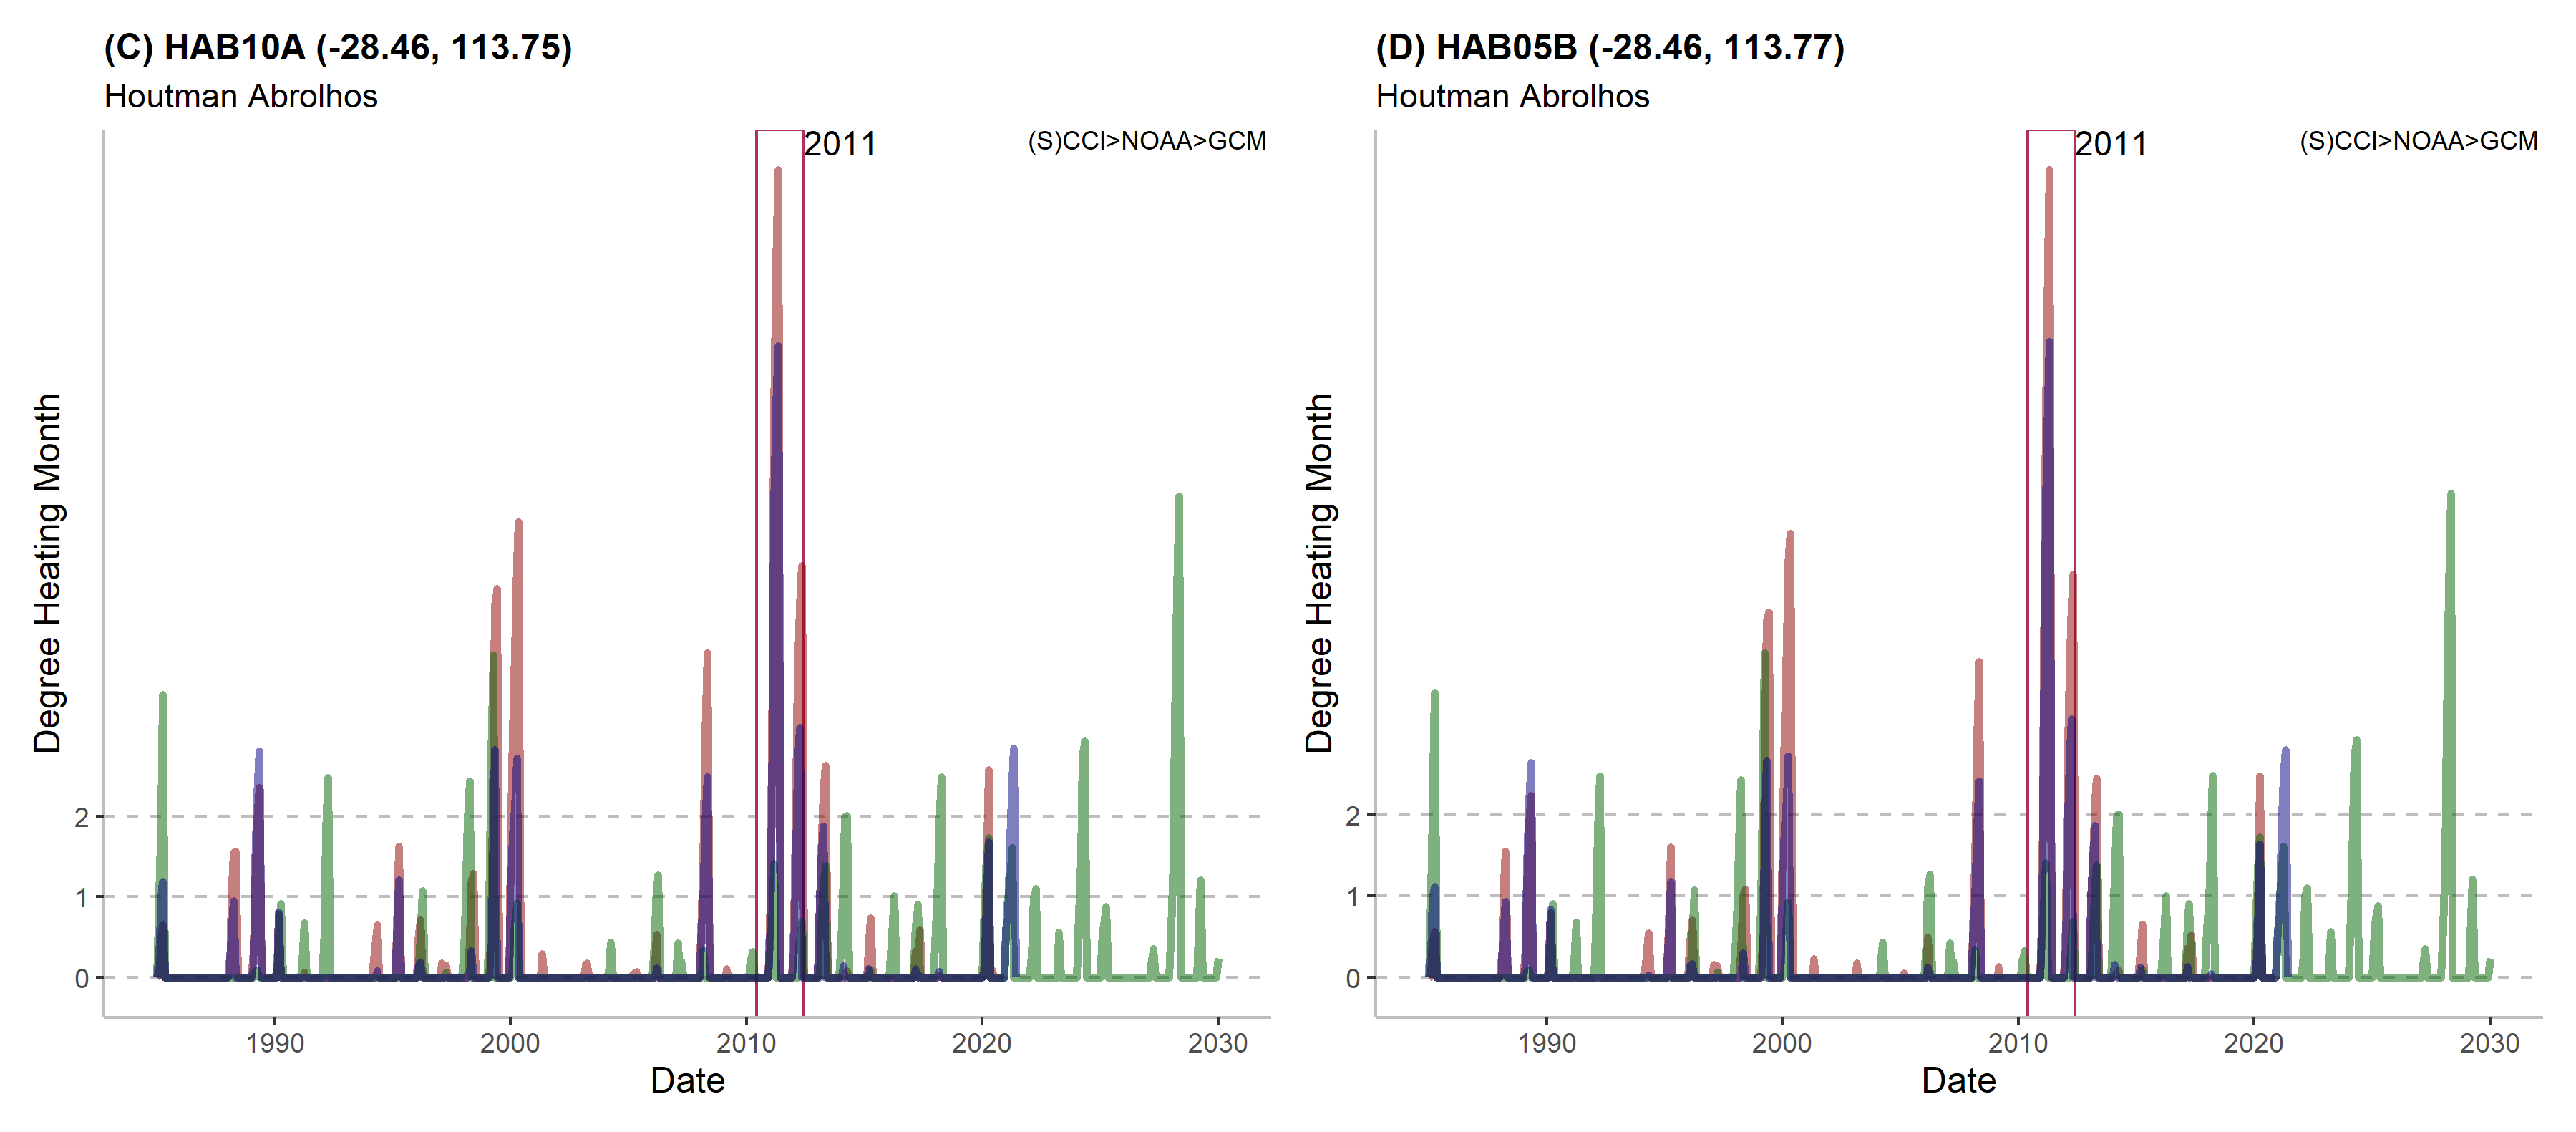 (C) HAB10A (-28.46, 113.75)
Houtman Abrolhos
2011
(S)CCI>NOAA>GCM
Degree Heating Month
2
1
0
1990
2000
2010
2020
2030
Date
(D) HAB05B (-28.46, 113.77)
Houtman Abrolhos
2011
(S)CCI>NOAA>GCM
Degree Heating Month
2
1
0
1990
2000
2010
2020
2030
Date